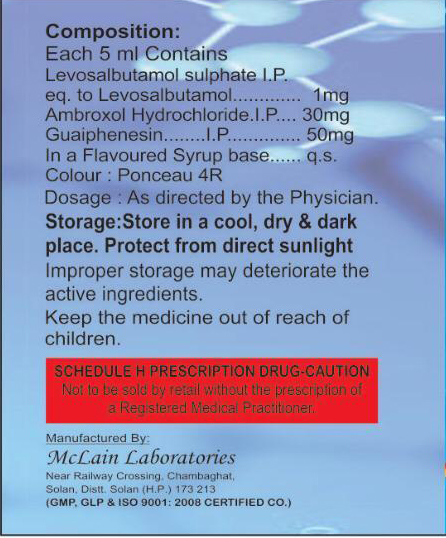 Composition:
Each 5 ml Contains
Levosalbutamol sulphate I.P.
eq. to Levosalbutamol............. 1mg
Ambroxol Hydrochloride.I.P.... 30mg
Guaiphenesin........I.P.............. 50mg
In a Flavoured Syrup base...... q.s.
Colour : Ponceau 4R
Dosage : As directed by the Physician.
Storage:Store in a cool, dry & dark
place. Protect from direct sunlight
Improper storage may deteriorate the
active ingredients.
Keep the medicine out of reach of
children.
SCHEDULE H PRESCRIPTION DRUG-CAUTION
Not to be sold by retail without the prescription of
a Registered Medical Practitioner.
Manufactured By:
McLain Laboratories
Near Railway Crossing, Chambaghat,
Solan, Distt. Solan (H.P.) 173 213
(GMP, GLP & ISO 9001: 2008 CERTIFIED CO.)